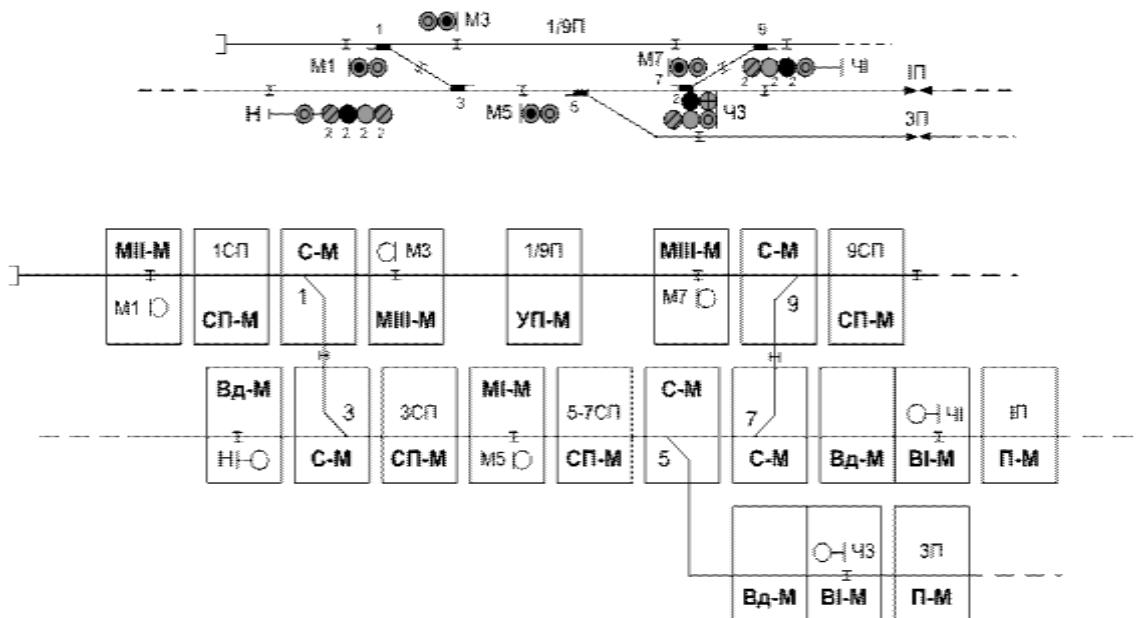 1
М3
1/9П
9
М1
М7
ЧI
2 2 2
7
IП
3
5
2
Н
М5
Ч3
3П
2 2 2 2
МII-М 1СП С-М М3 1/9П МIII-М С-М 9СП
М1 1 М7 9
СП-М МIII-М УП-М СП-М
Вд-М МI-М С-М
3 3СП 5-7СП 7 ЧI IП
Н С-М СП-М М5 СП-М 5 С-М Вд-М ВI-М П-М
Ч3 3П
Вд-М ВI-М П-М